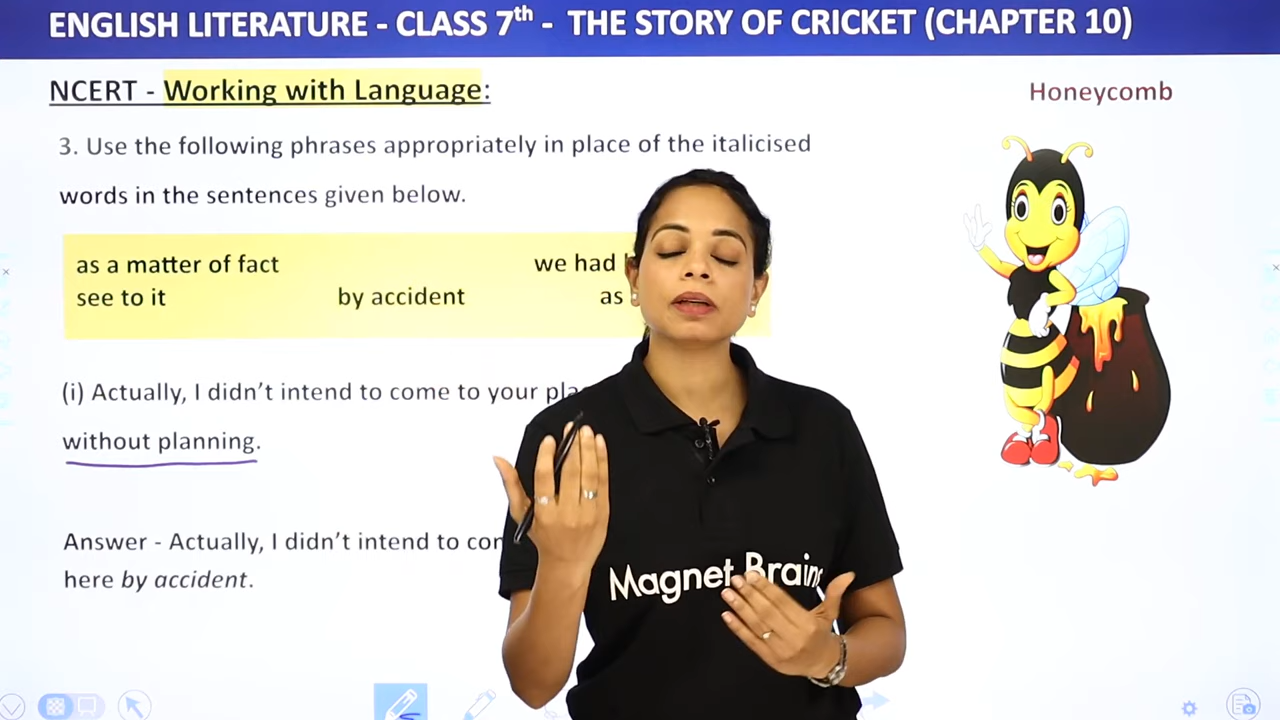 ENGLISH LITERATURE - CLASS 7th - THE STORY OF CRICKET (CHAPTER 10)
NCERT - Working with Language:
Honeycomb
3. Use the following phrases appropriately in place of the italicised
words in the sentences given below.
as a matter of fact we had
see to it by accident as
(i) Actually, I didn't intend to come to your
without planning.
Answer - Actually, I didn't intend to
here by accident.
Magnet Brains